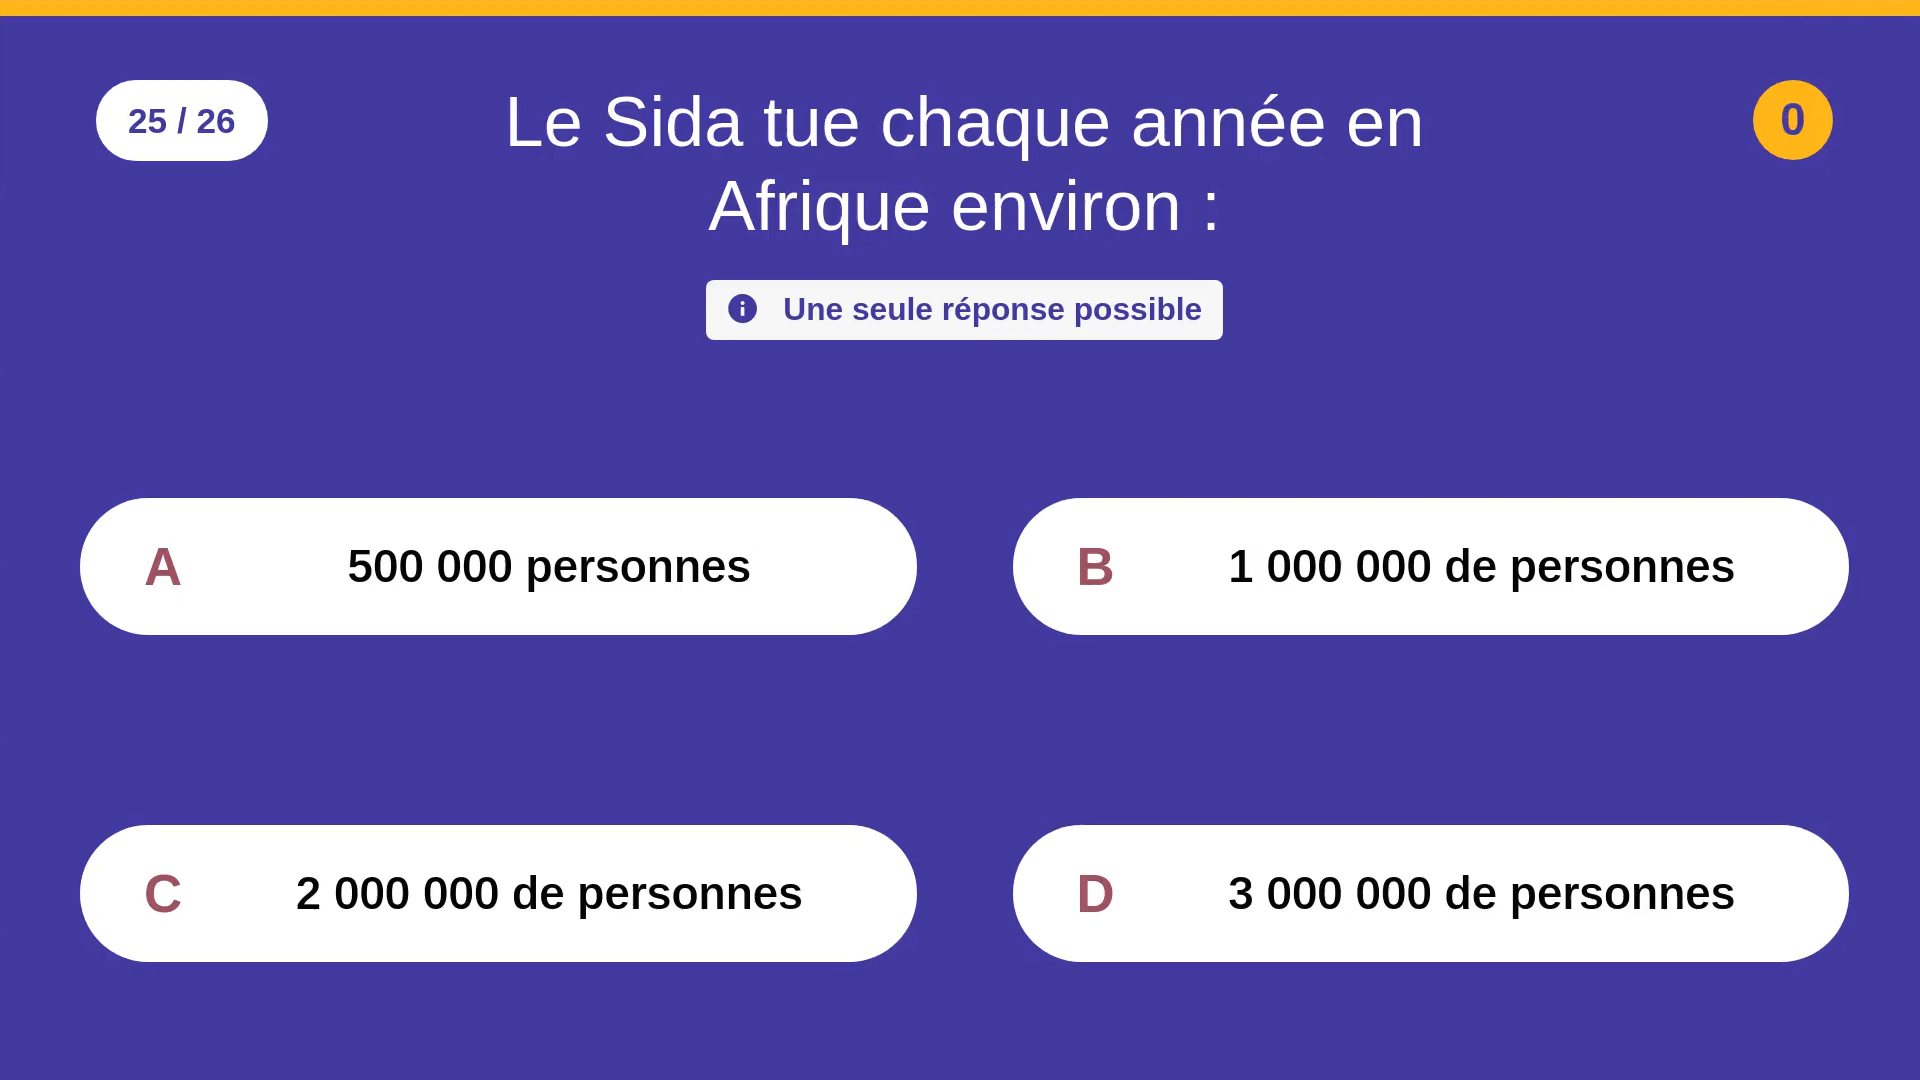 25 / 26
Le Sida tue chaque année en
Afrique environ :
0
Une seule réponse possible
A 500 000 personnes
B 1 000 000 de personnes
C 2 000 000 de personnes
D 3 000 000 de personnes